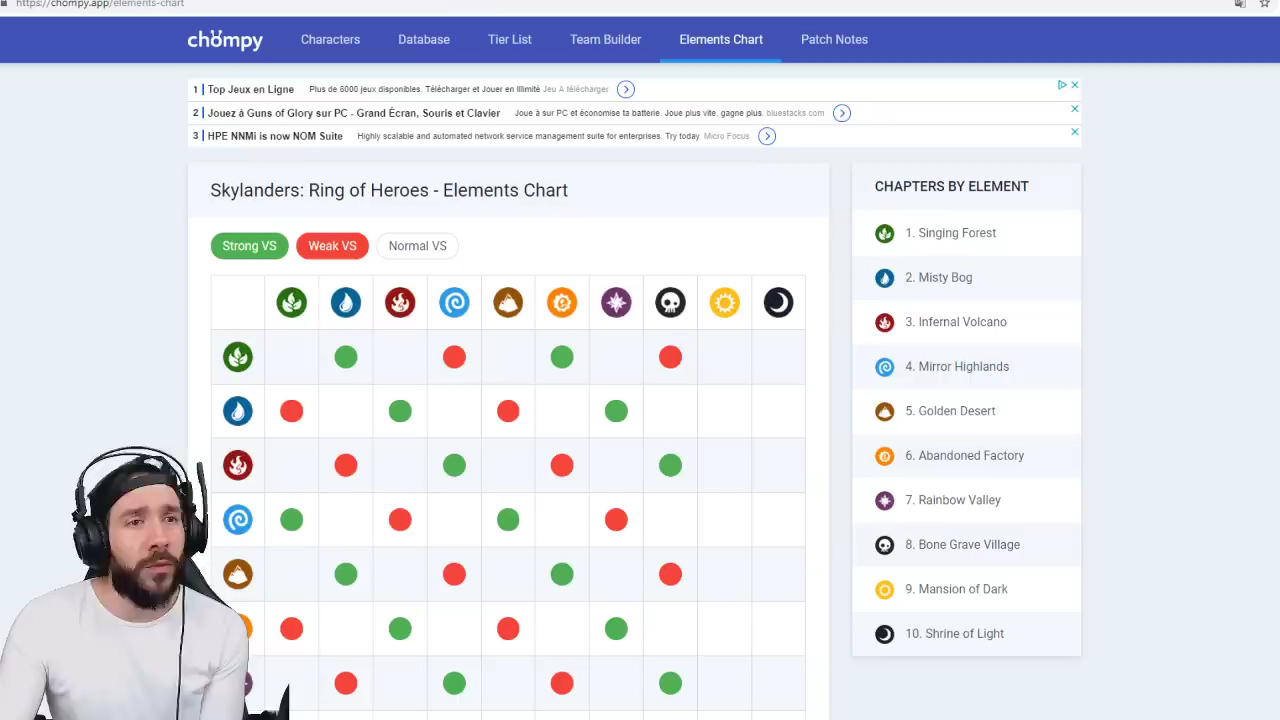 https://chompy.app/elements-chart
chompy
Characters
Database
Tier List
Team Builder
Elements Chart
Patch Notes
1 Top Jeux en Ligne Plus de 6000 jeux disponibles. Télécharger et Jouer en Illimité Jeu A télécharger
2 Jouez à Guns of Glory sur PC - Grand Écran, Souris et Clavier Joue à sur PC et économise ta batterie. Joue plus vite, gagne plus. bluestacks.com
3 HPE NNMi is now NOM Suite Highly scalable and automated network service management suite for enterprises. Try today. Micro Focus
Skylanders: Ring of Heroes - Elements Chart
Strong VS
Weak VS
Normal VS
CHAPTERS BY ELEMENT
1. Singing Forest
2. Misty Bog
3. Infernal Volcano
4. Mirror Highlands
5. Golden Desert
6. Abandoned Factory
7. Rainbow Valley
8. Bone Grave Village
9. Mansion of Dark
10. Shrine of Light